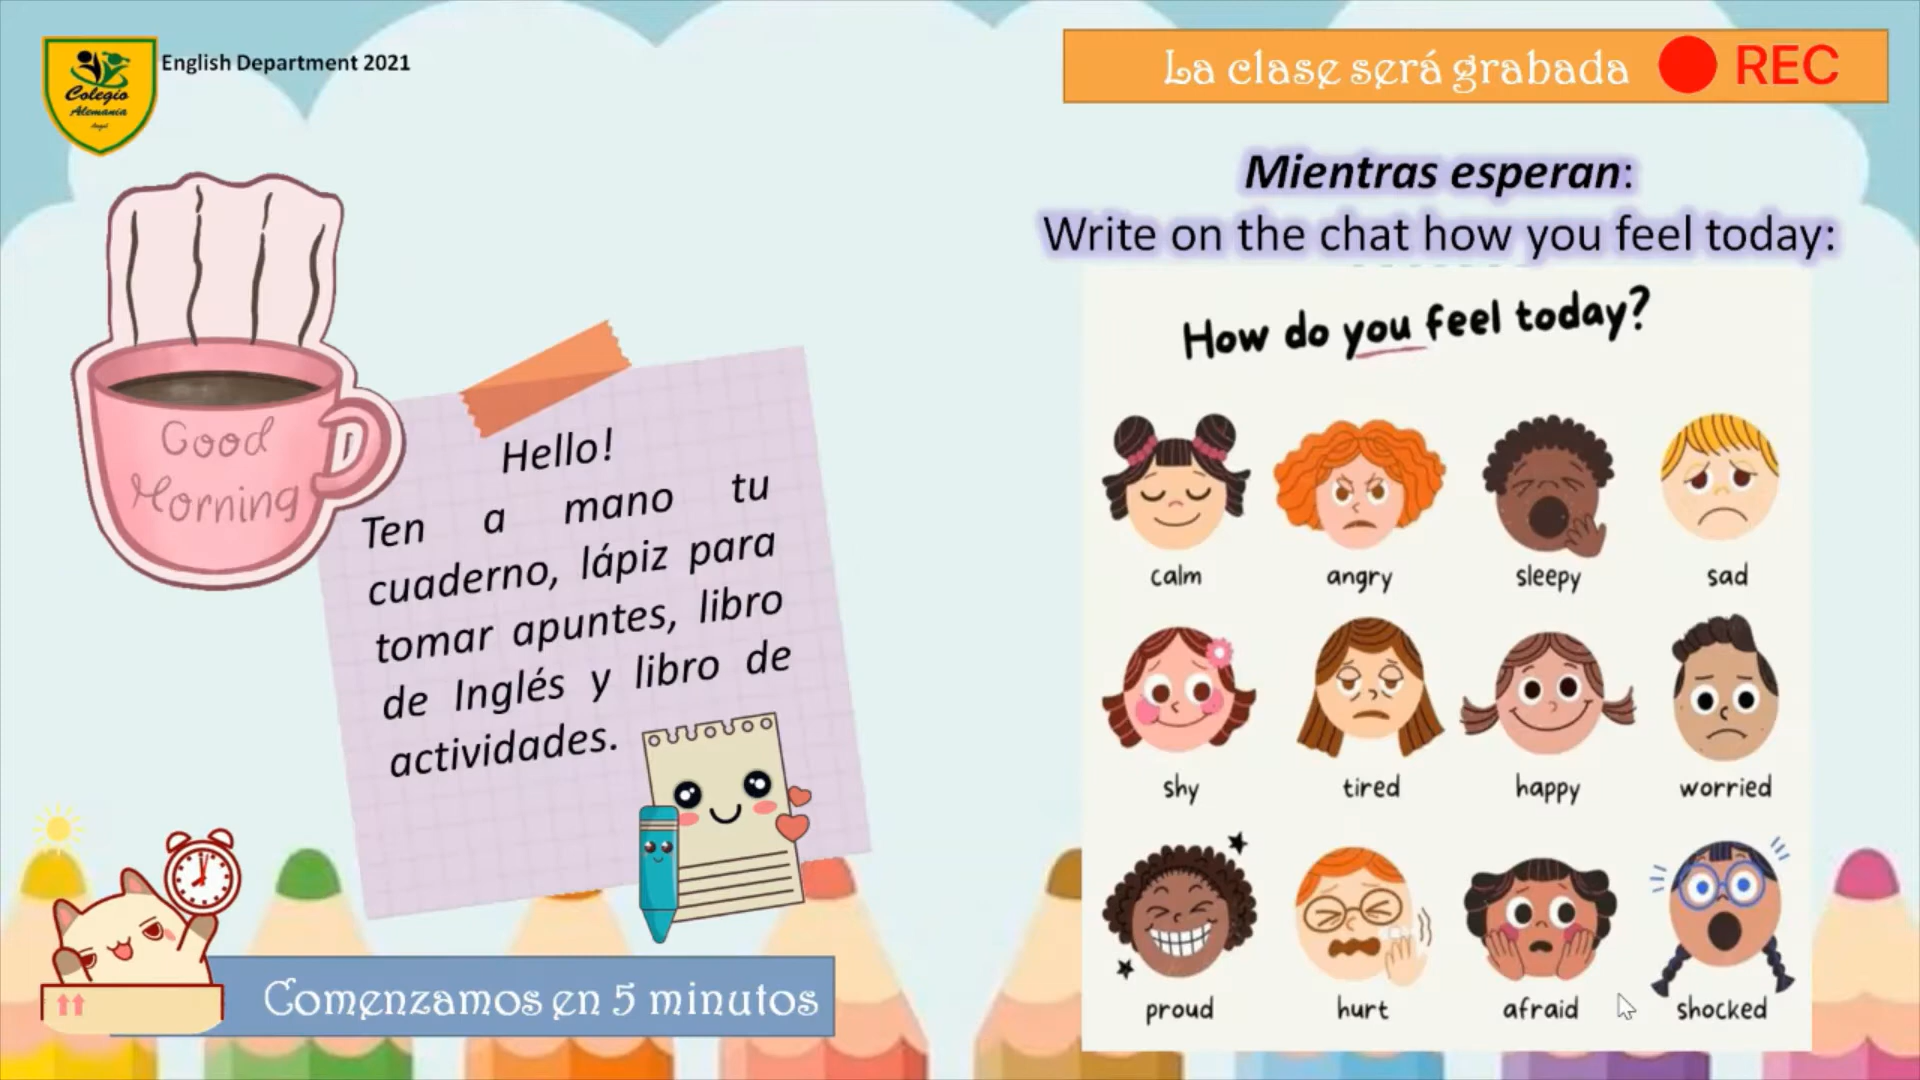 Colegio
Alemania
Angol
English Department 2021
La clase será grabada REC
Mientras esperan:
Write on the chat how you feel today:
Good
Morning
Hello!
Ten a mano tu
cuaderno, lápiz para
tomar apuntes, libro
de Inglés y libro de
actividades.
How do you feel today?
calm angry sleepy sad
shy tired happy worried
proud hurt afraid shocked
Comenzamos en 5 minutos